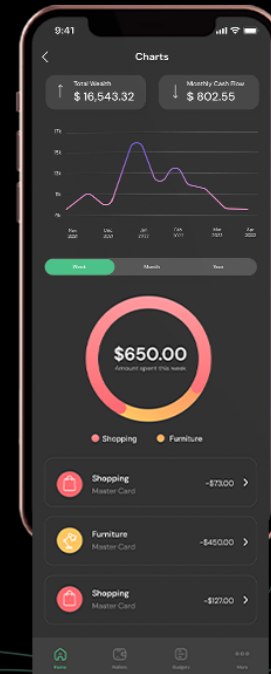 9:41
Charts
Total Wealth
$ 16,543.32
Monthly Cash Flow
$ 802.55
Week
Month
Year
$650.00
Amount spent this week
Shopping
Furniture
Shopping
Master Card
-$73.00
Furniture
Master Card
-$450.00
Shopping
Master Card
-$127.00
Home
Wallets
Budgets
More